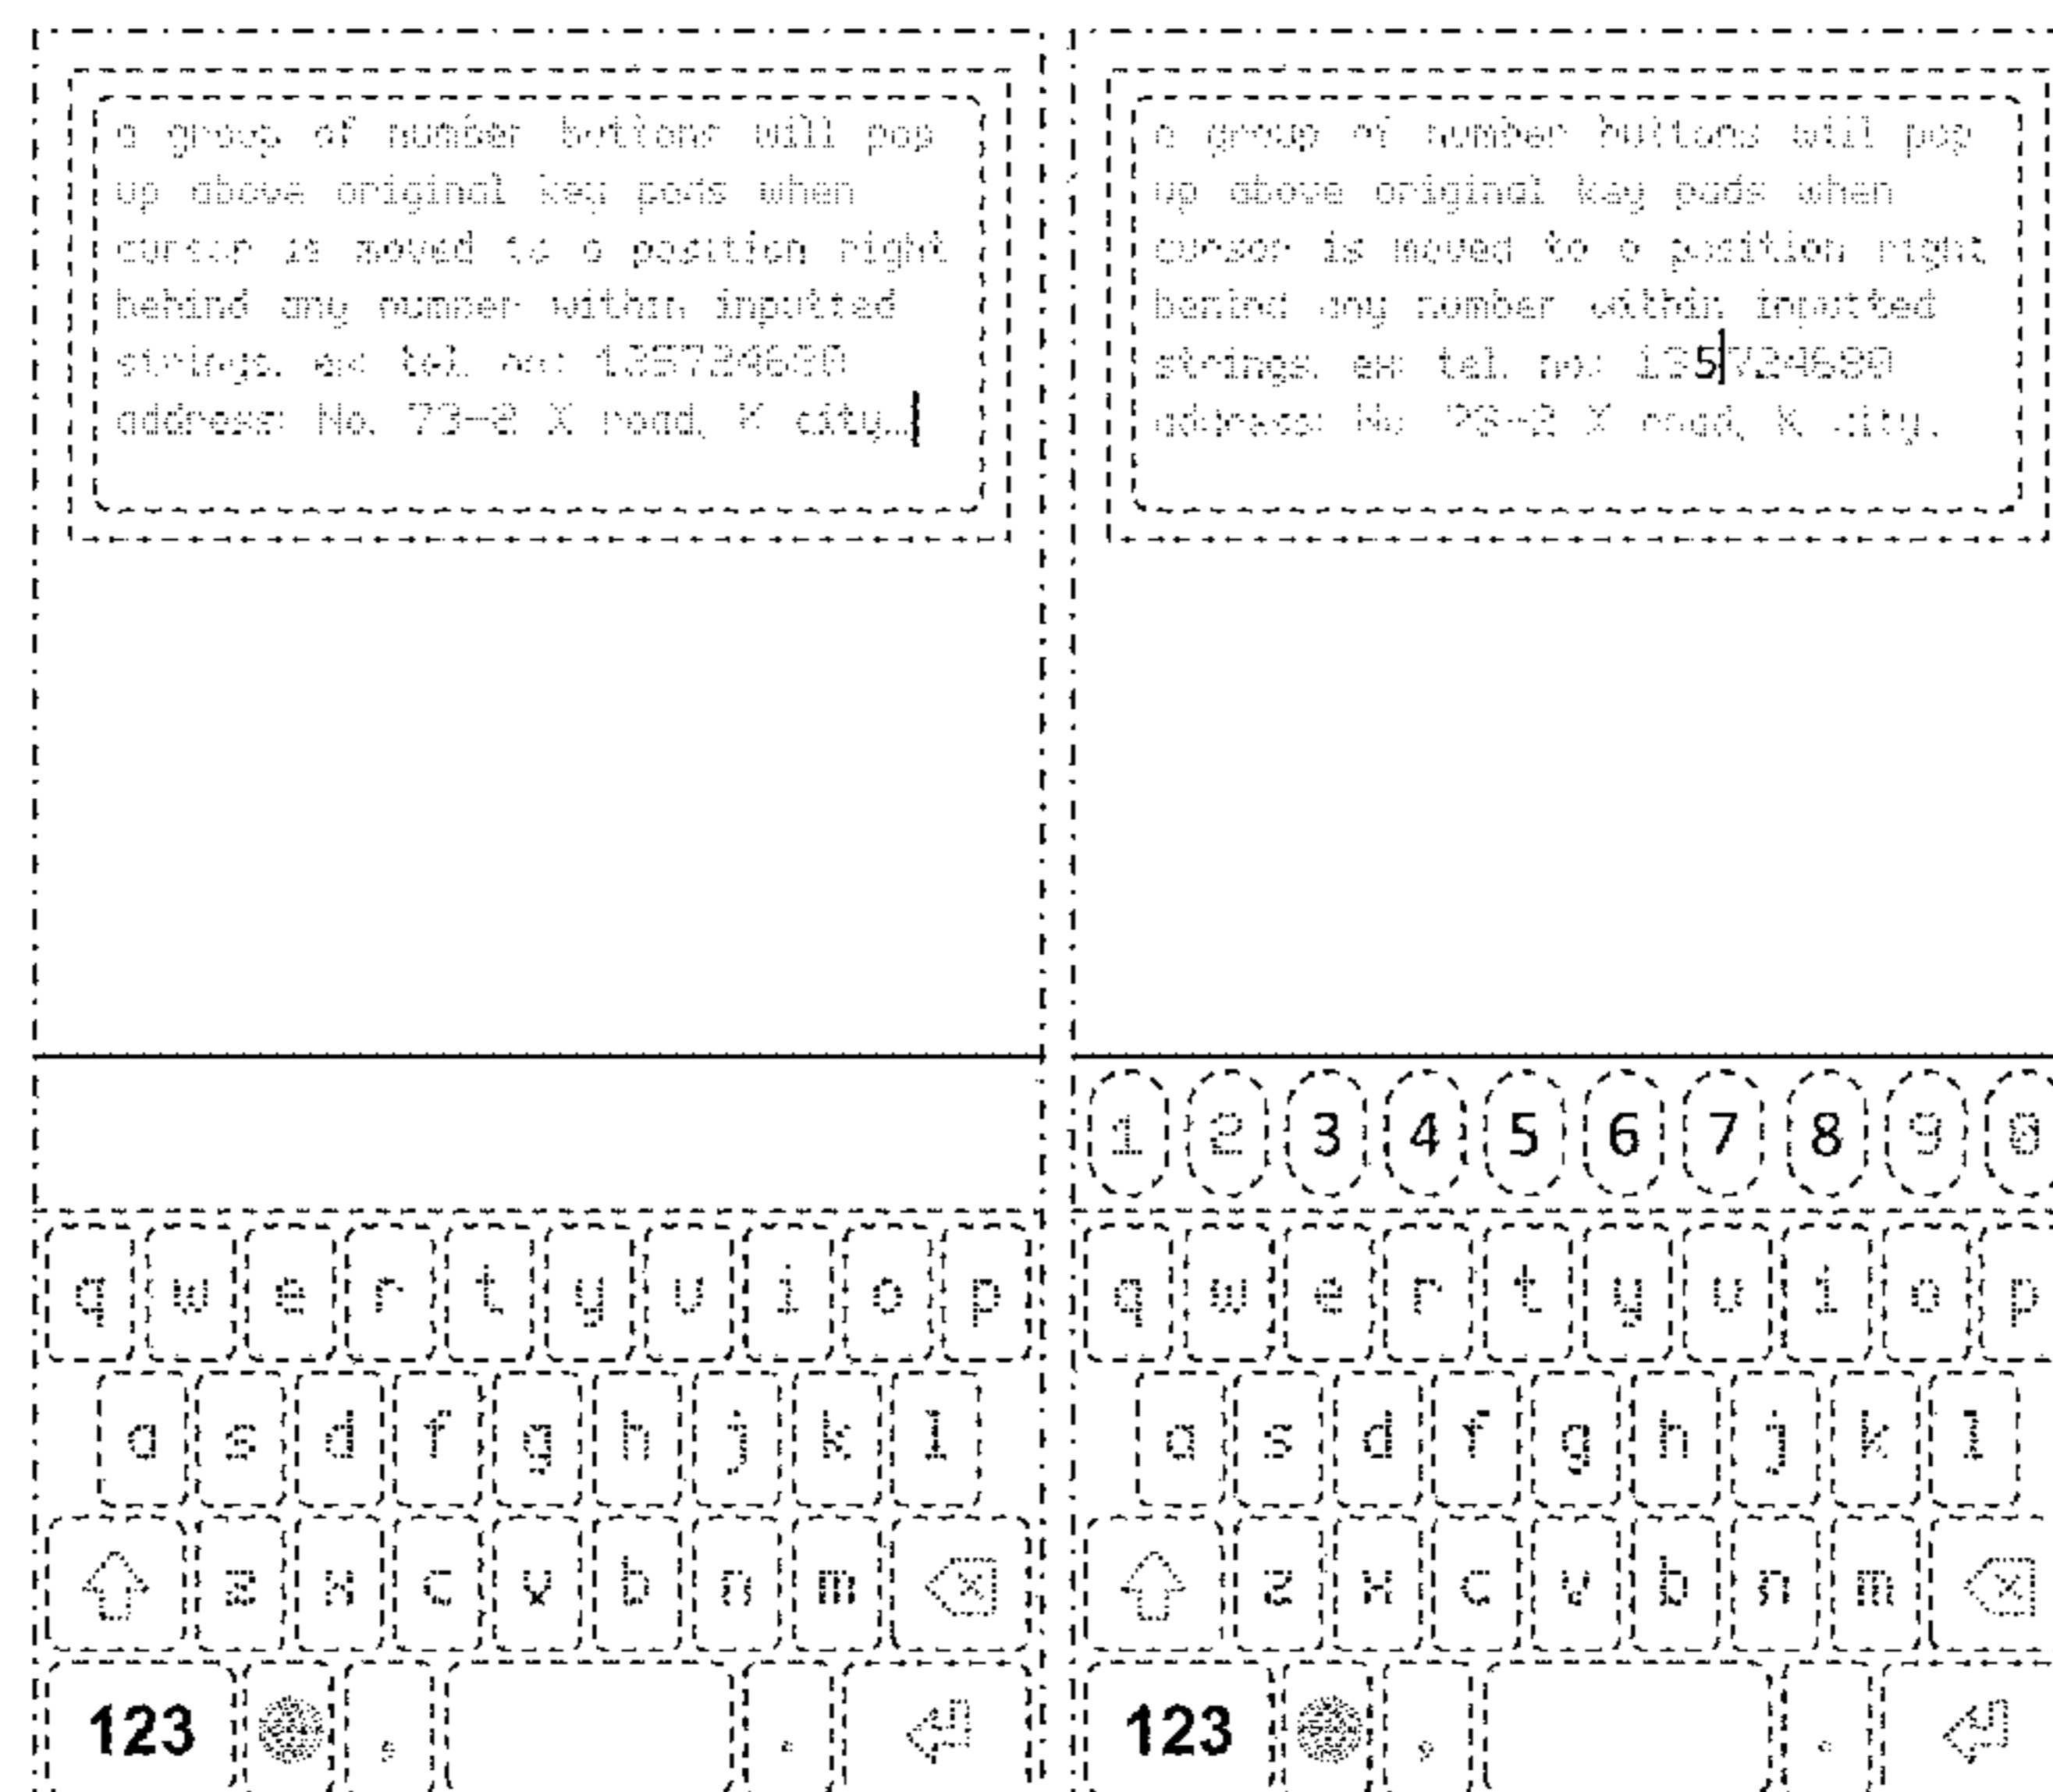 a group of number buttons will pop
up above original key pads when
cursor is moved to a position right
behind any number within inputted
strings. ex: tel. no:
address: No. 73-2 X road, K city.
a group of number buttons will pop
up above original key pads when
cursor is moved to a position right
behind any number within inputted
strings. ex: tel. no: 135724680
address: No. 73-2 X road, K city.
1 2 3 4 5 6 7 8 9 0
q w e r t y u i o p
q w e r t y u i o p
a s d f g h j k l
a s d f g h j k l
z x c v b n m
z x c v b n m
123 , .
123 , .